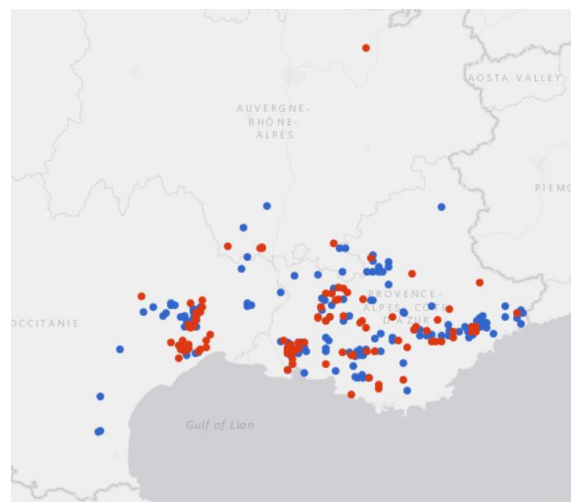 AOSTA VALLEY
AUVERGNE-
RHÔNE-
ALPES
PIEMO
PROVENCE-
ALPES-CÔTE
D'AZUR
OCCITANIE
Gulf of Lion